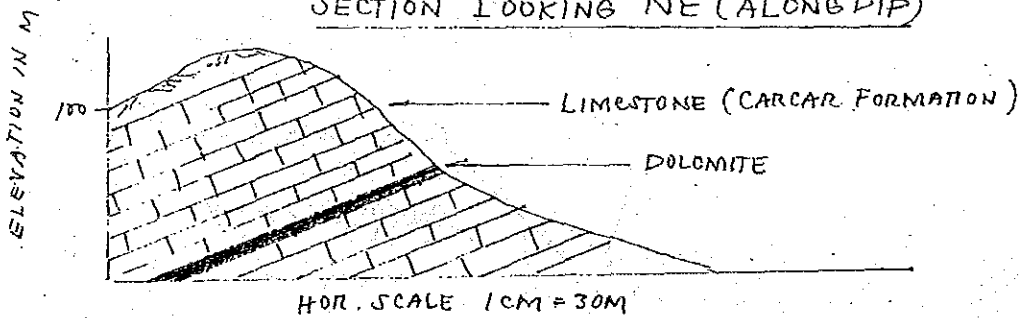 SECTION LOOKING NE (ALONG DIP)
ELEVATION IN M
100
LIMESTONE (CARCAR FORMATION)
DOLOMITE
HOR. SCALE 1CM = 30M